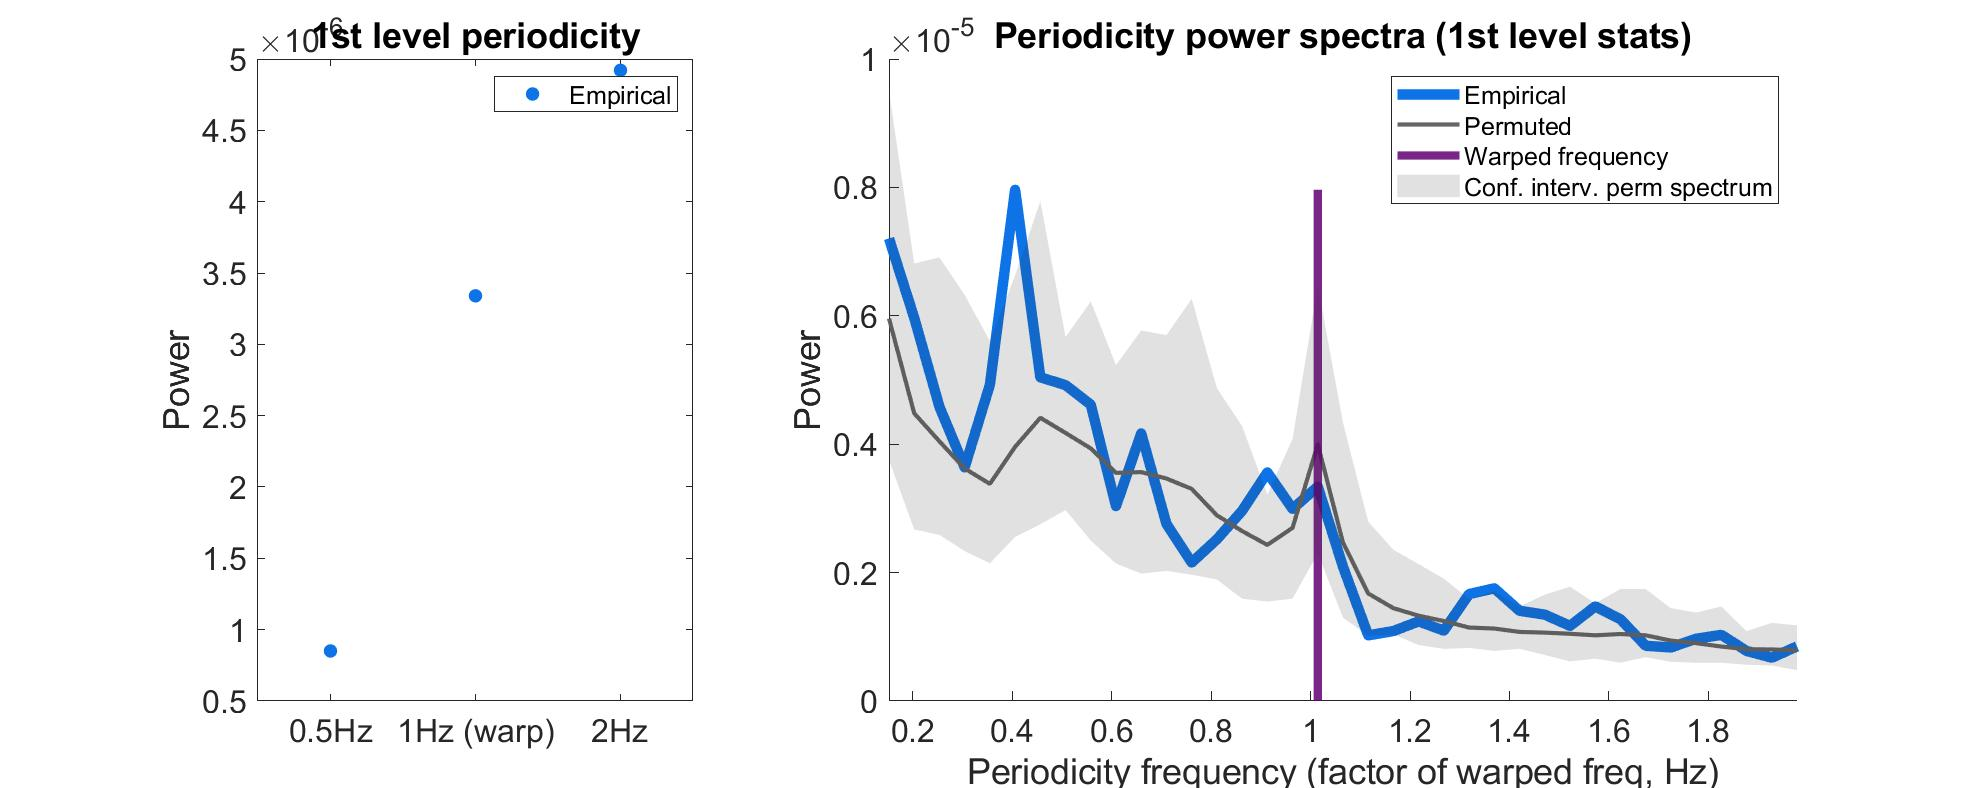 1st level periodicity
×10-6
5
4.5
4
3.5
3
2.5
2
1.5
1
0.5
Power
Empirical
0.5Hz 1Hz (warp) 2Hz
Periodicity power spectra (1st level stats)
×10-5
1
0.8
0.6
0.4
0.2
0
Power
Empirical
Permuted
Warped frequency
Conf. interv. perm spectrum
0.2 0.4 0.6 0.8 1 1.2 1.4 1.6 1.8
Periodicity frequency (factor of warped freq, Hz)